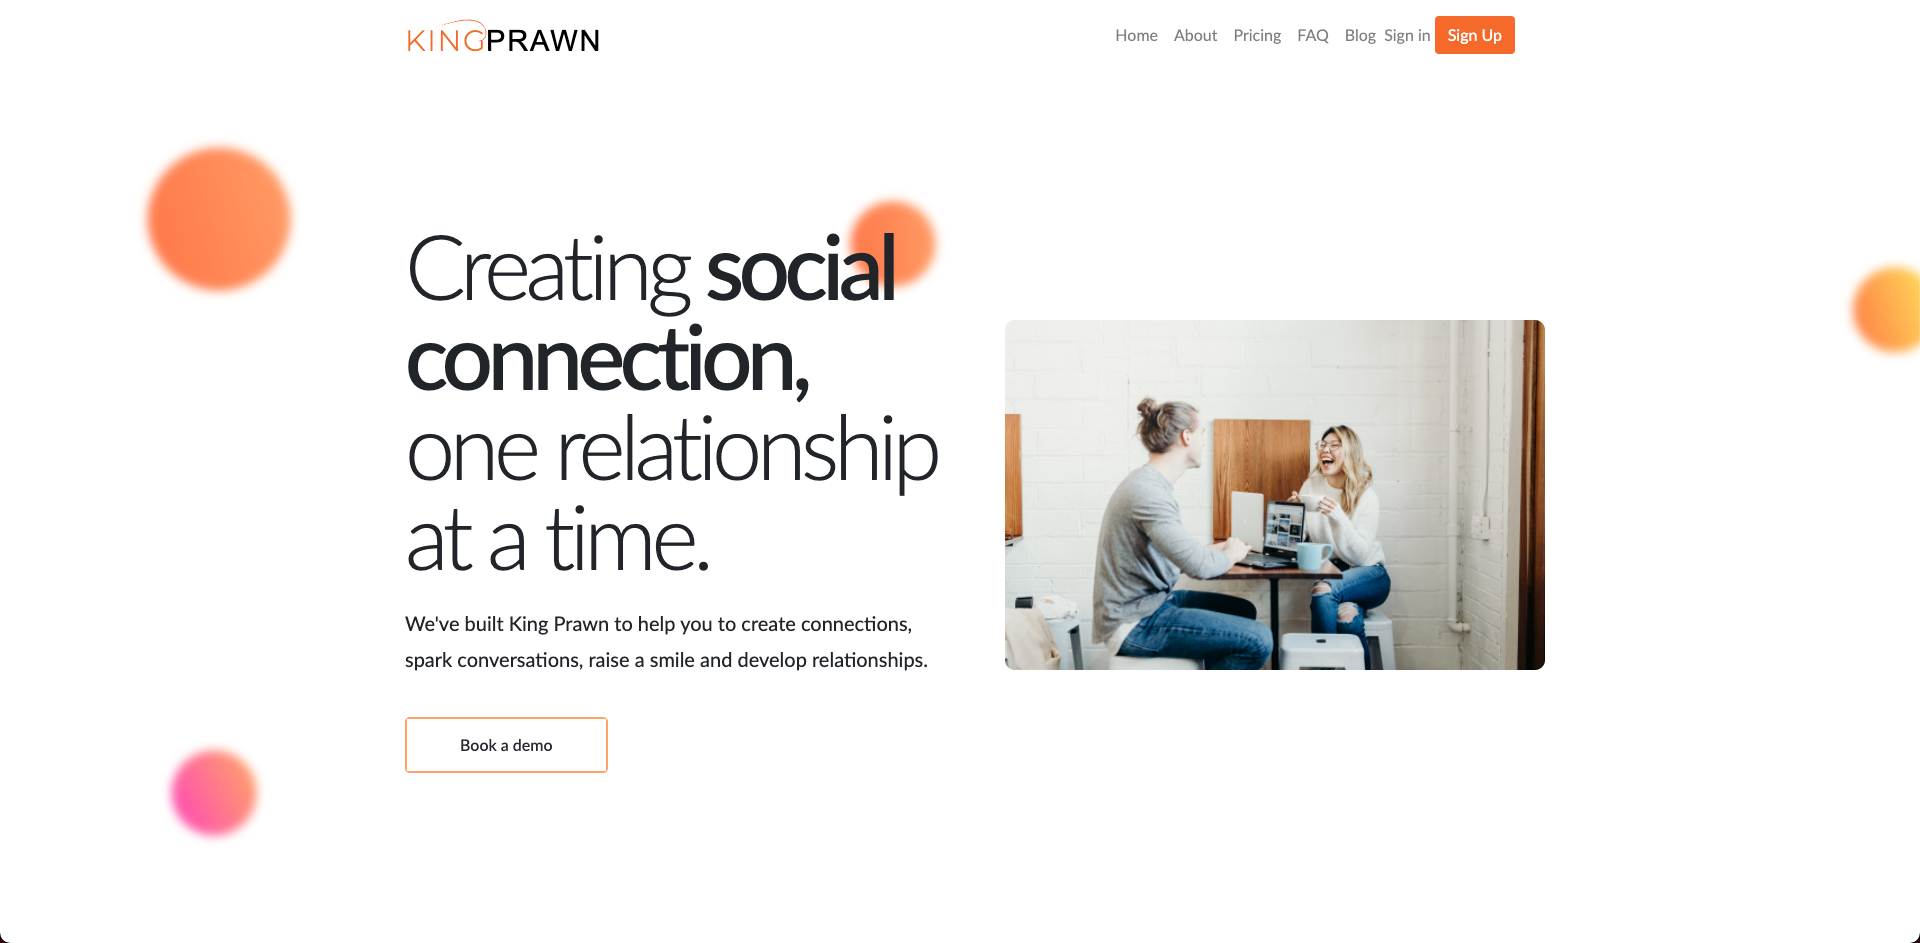 KINGPRAWN
Home About Pricing FAQ Blog Sign in Sign Up
Creating social
connection,
one relationship
at a time.
We've built King Prawn to help you to create connections,
spark conversations, raise a smile and develop relationships.
Book a demo